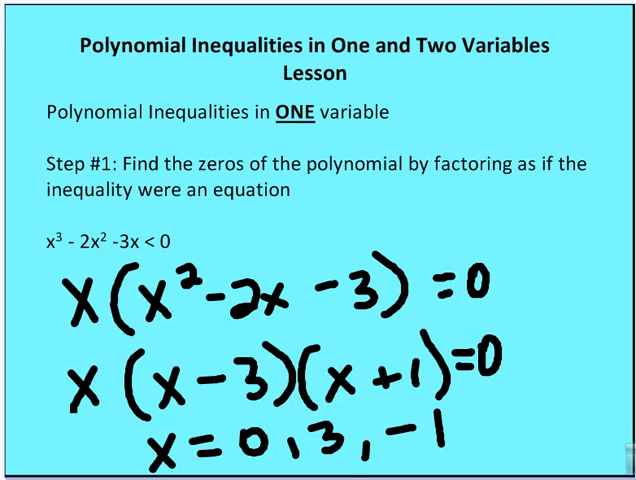 Polynomial Inequalities in One and Two Variables
Lesson
Polynomial Inequalities in ONE variable
Step #1: Find the zeros of the polynomial by factoring as if the
inequality were an equation
x³ - 2x² -3x < 0
x(x² - 2x - 3) = 0
x(x - 3)(x + 1) = 0
x = 0, 3, -1